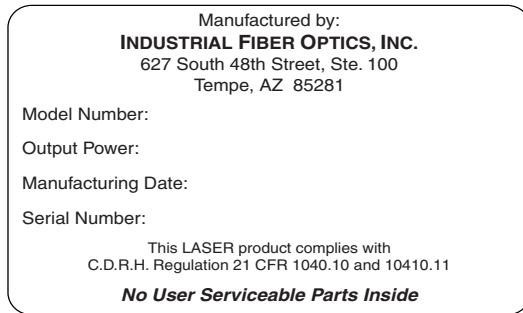 Manufactured by:
INDUSTRIAL FIBER OPTICS, INC.
627 South 48th Street, Ste. 100
Tempe, AZ 85281
Model Number:
Output Power:
Manufacturing Date:
Serial Number:
This LASER product complies with
C.D.R.H. Regulation 21 CFR 1040.10 and 10410.11
No User Serviceable Parts Inside